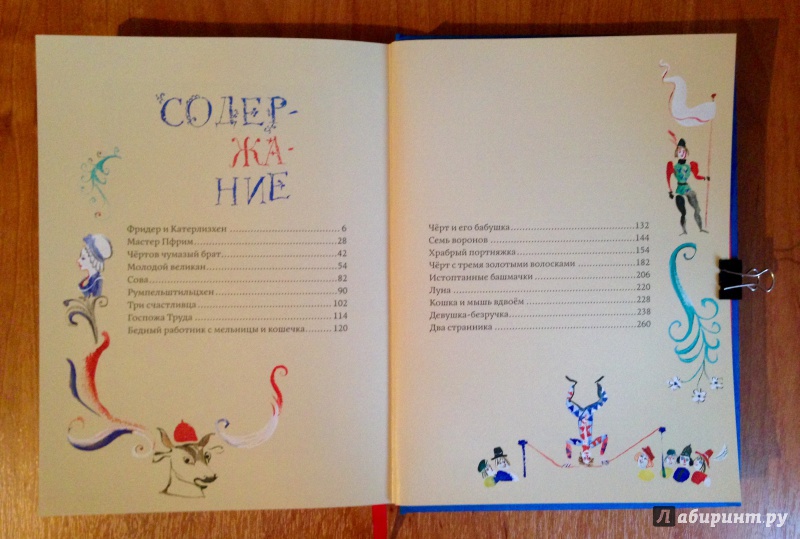 СОДЕР-
ЖА-
НИЕ
Фридер и Катерлизхен 6
Мастер Пфрим 28
Чёртов чумазый брат 42
Молодой великан 54
Сова 82
Румпельштильцхен 90
Три счастливца 102
Госпожа Труда 114
Бедный работник с мельницы и кошечка 120
Чёрт и его бабушка 132
Семь воронов 144
Храбрый портняжка 154
Чёрт с тремя золотыми волосками 182
Истоптанные башмачки 206
Луна 220
Кошка и мышь вдвоём 228
Девушка-безручка 238
Два странника 260
Лабиринт.ру